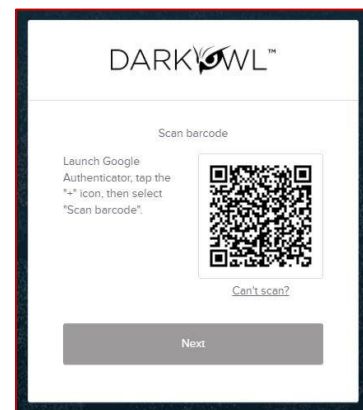 DARKOWL™
Scan barcode
Launch Google
Authenticator, tap the
"+" icon, then select
"Scan barcode".
Can't scan?
Next